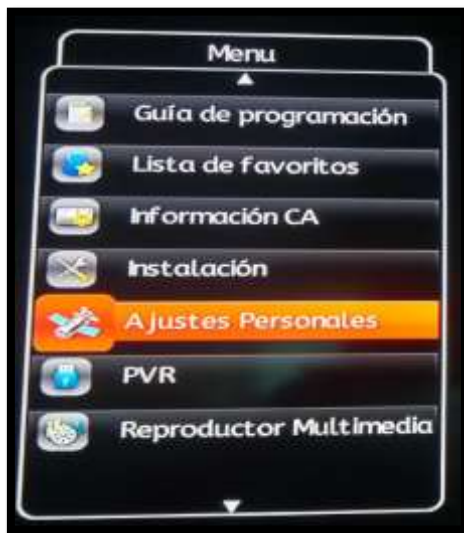 Menu
Guía de programación
Lista de favoritos
Información CA
Instalación
Ajustes Personales
PVR
Reproductor Multimedia